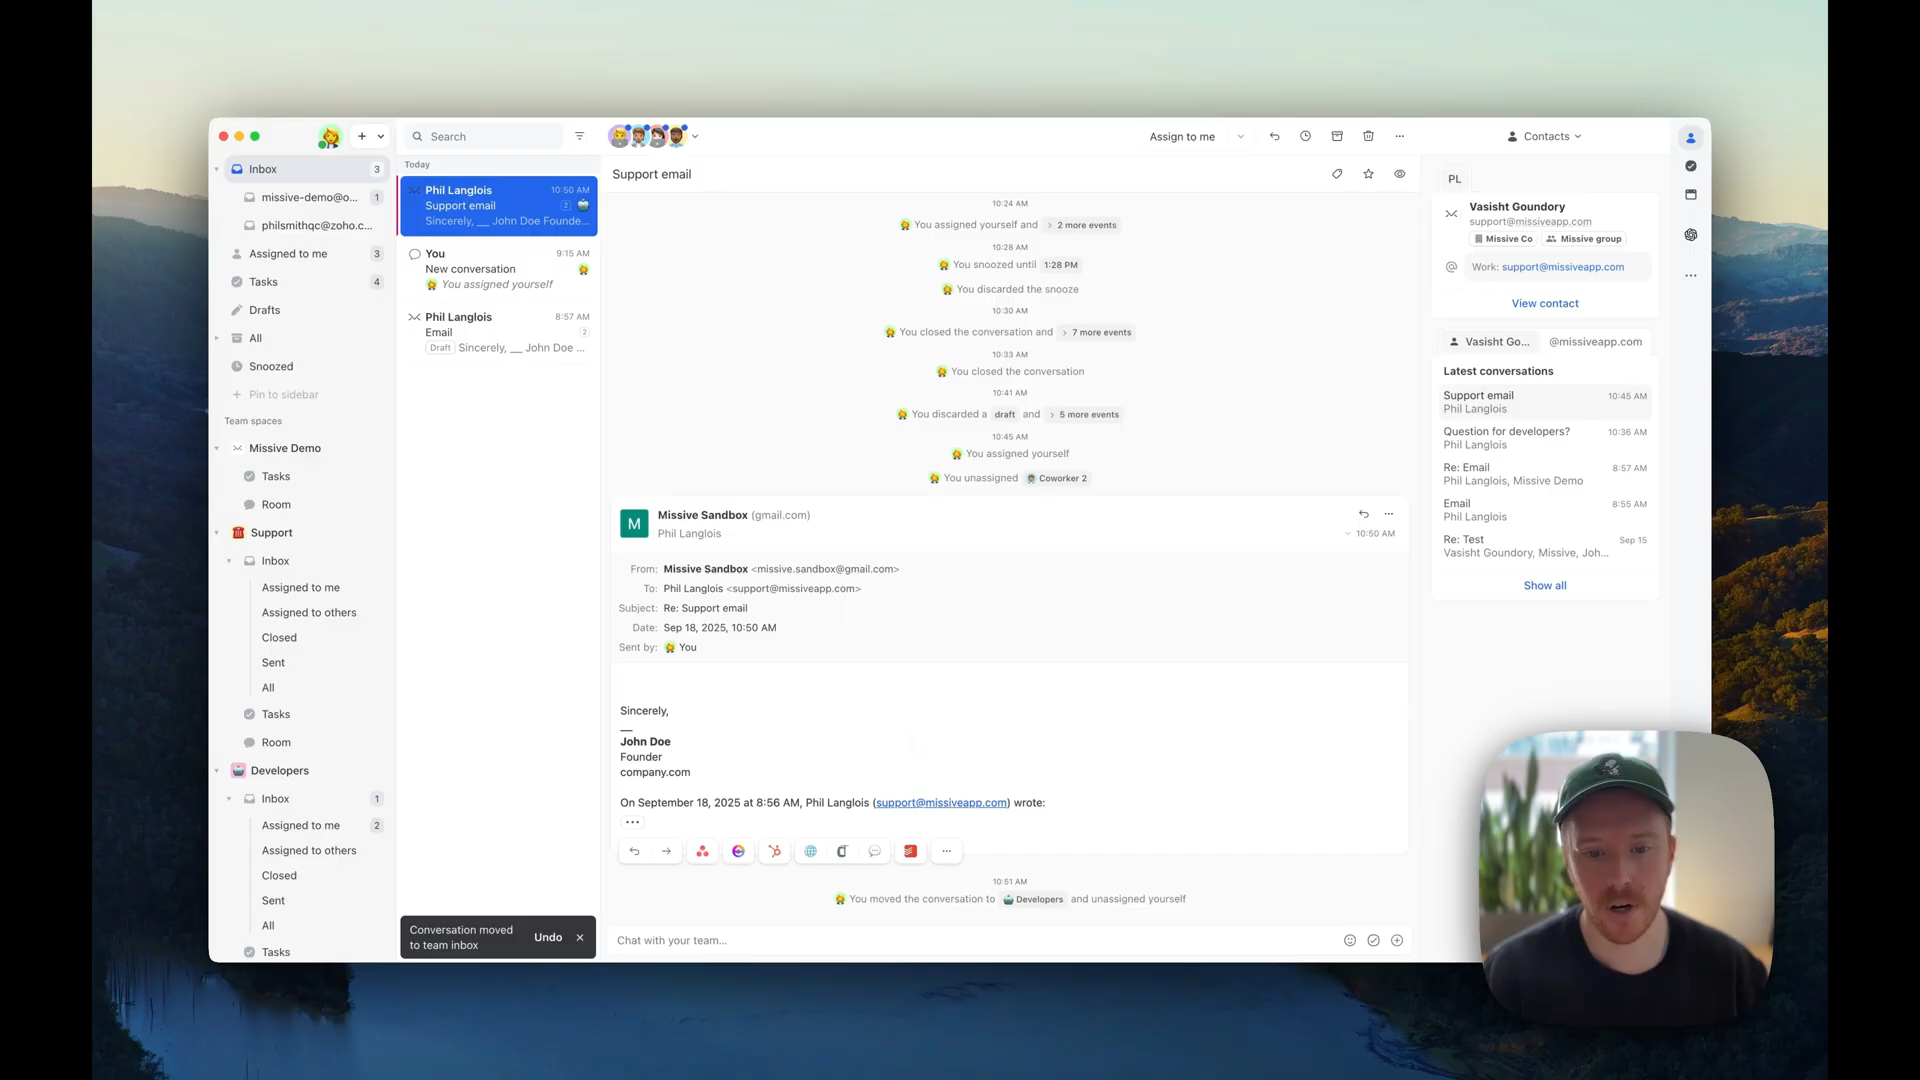 Inbox 3
missive-demo@o... 1
philsmithqc@zoho.c...
Assigned to me 3
Tasks 4
Drafts
All
Snoozed
Pin to sidebar
Team spaces
Missive Demo
Tasks
Room
Support
Inbox
Assigned to me
Assigned to others
Closed
Sent
All
Tasks
Room
Developers
Inbox 1
Assigned to me 2
Assigned to others
Closed
Sent
All
Tasks
Search
Today
Phil Langlois 10:50 AM
Support email 2
Sincerely, __ John Doe Founde...
You 9:15 AM
New conversation
You assigned yourself
Phil Langlois 8:57 AM
Email 2
Draft Sincerely, __ John Doe ...
Conversation moved
to team inbox
Undo
Assign to me
Support email
10:24 AM
You assigned yourself and > 2 more events
10:28 AM
You snoozed until 1:28 PM
You discarded the snooze
10:30 AM
You closed the conversation and > 7 more events
10:33 AM
You closed the conversation
10:41 AM
You discarded a draft and > 5 more events
10:45 AM
You assigned yourself
You unassigned Coworker 2
M
Missive Sandbox (gmail.com)
Phil Langlois 10:50 AM
From: Missive Sandbox <missive.sandbox@gmail.com>
To: Phil Langlois <support@missiveapp.com>
Subject: Re: Support email
Date: Sep 18, 2025, 10:50 AM
Sent by: You
Sincerely,
__
John Doe
Founder
company.com
On September 18, 2025 at 8:56 AM, Phil Langlois (support@missiveapp.com) wrote:
10:51 AM
You moved the conversation to Developers and unassigned yourself
Chat with your team...
Contacts
PL
Vasisht Goundory
support@missiveapp.com
Missive Co Missive group
Work: support@missiveapp.com
View contact
Vasisht Go... @missiveapp.com
Latest conversations
Support email 10:45 AM
Phil Langlois
Question for developers? 10:36 AM
Phil Langlois
Re: Email 8:57 AM
Phil Langlois, Missive Demo
Email 8:55 AM
Phil Langlois
Re: Test Sep 15
Vasisht Goundory, Missive, Joh...
Show all